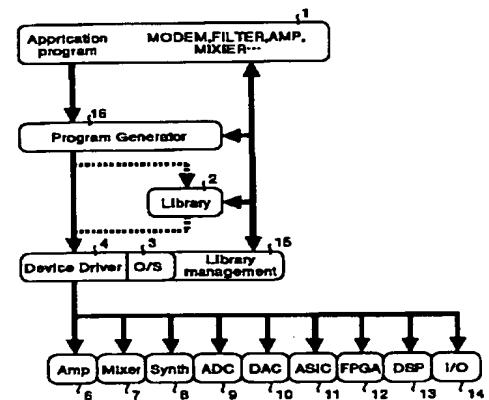 1
Apprication MODEM,FILTER,AMP,
program MIXIER...
16
Program Generator
2
Library
4 3 15
Device Driver O/S Library
management
Amp Mixer Synth ADC DAC ASIC FPGA DSP I/O
6 7 8 9 10 11 12 13 14